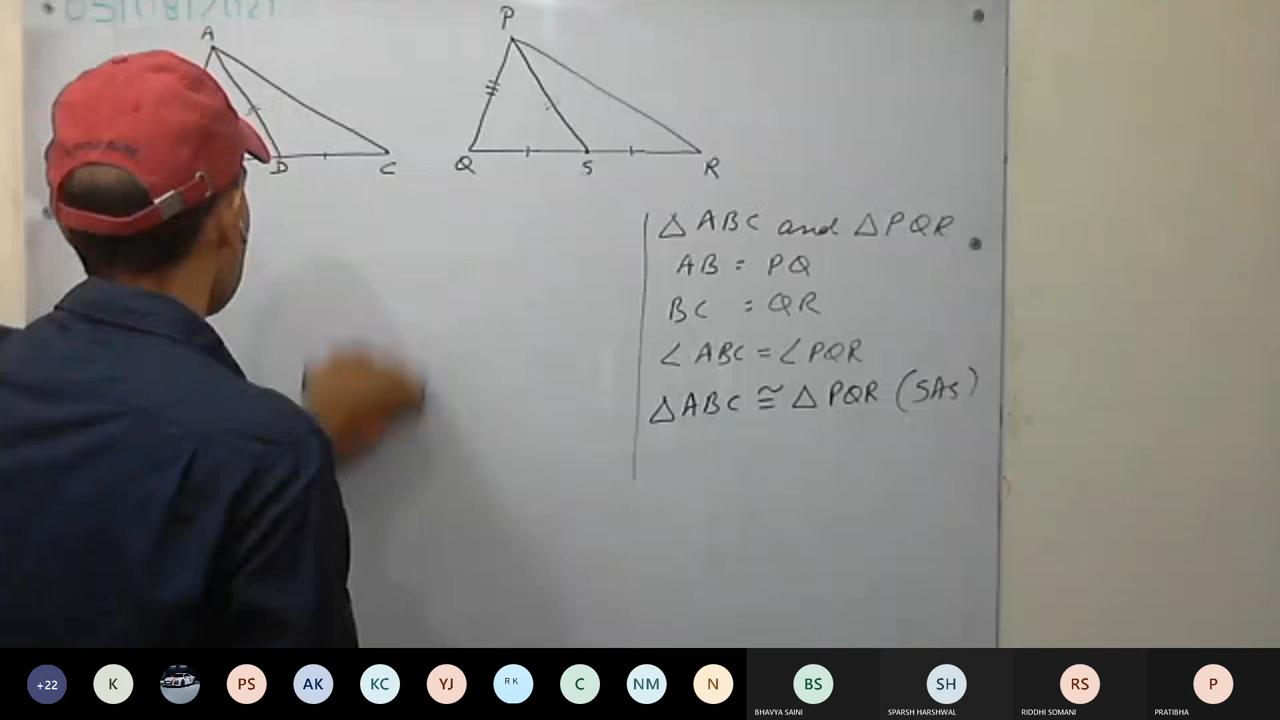 A
P
D
C
Q
S
R
△ ABC and △ PQR
AB = PQ
BC = QR
∠ ABC = ∠ PQR
△ ABC ≅ △ PQR (SAS)
+22
K
PS
AK
KC
YJ
R K
C
NM
N
BS
SH
RS
P
BHAVYA SAINI
SPARSH HARSHWAL
RIDDHI SOMANI
PRATIBHA